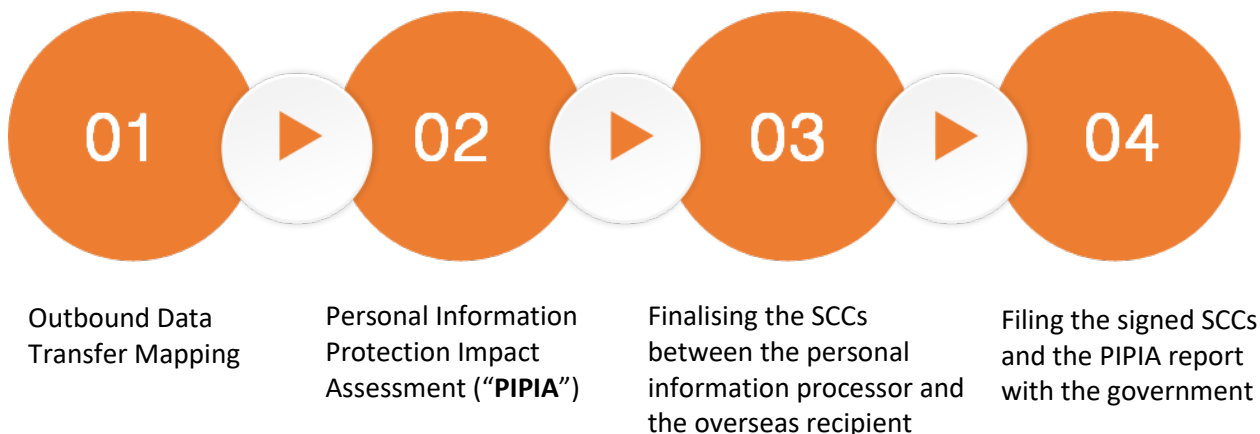 01
02
03
04
Outbound Data
Transfer Mapping
Personal Information
Protection Impact
Assessment (“PIPIA”)
Finalising the SCCs
between the personal
information processor and
the overseas recipient
Filing the signed SCCs
and the PIPIA report
with the government